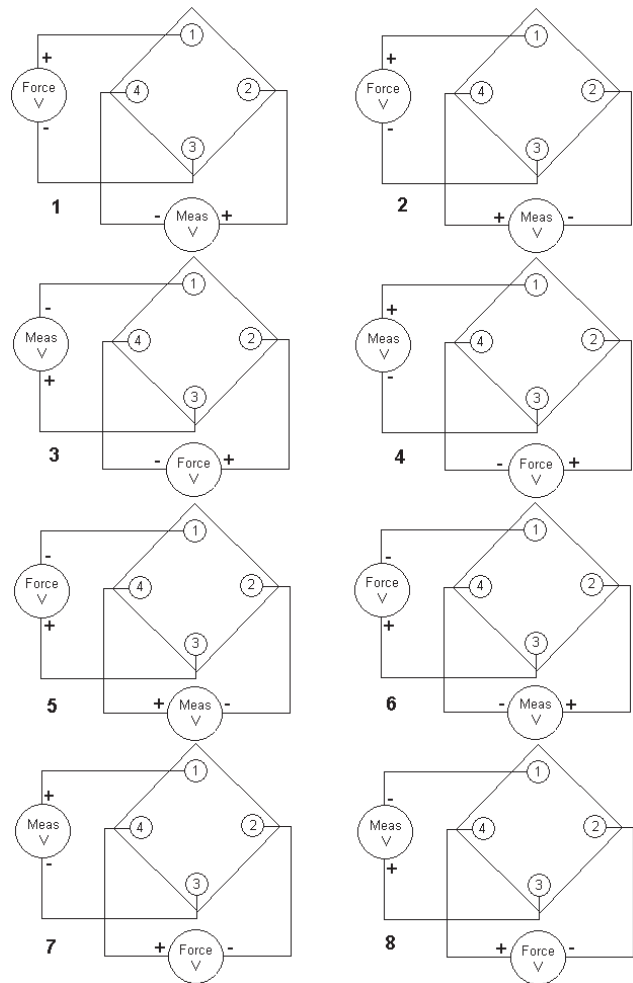 1
+
Force
V
-
4
2
3
-
Meas
V
+
1
1
+
Force
V
-
4
2
3
+
Meas
V
-
2
1
-
Meas
V
+
4
2
3
-
Force
V
+
3
1
+
Meas
V
-
4
2
3
-
Force
V
+
4
1
-
Force
V
+
4
2
3
+
Meas
V
-
5
1
-
Force
V
+
4
2
3
-
Meas
V
+
6
1
+
Meas
V
-
4
2
3
+
Force
V
-
7
1
-
Meas
V
+
4
2
3
+
Force
V
-
8